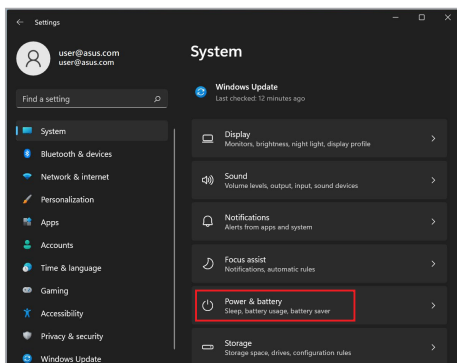 Settings
user@asus.com
user@asus.com
Find a setting
System
Bluetooth & devices
Network & internet
Personalization
Apps
Accounts
Time & language
Gaming
Accessibility
Privacy & security
Windows Update
System
Windows Update
Last checked: 12 minutes ago
Display
Monitors, brightness, night light, display profile
Sound
Volume levels, output, input, sound devices
Notifications
Alerts from apps and system
Focus assist
Notifications, automatic rules
Power & battery
Sleep, battery usage, battery saver
Storage
Storage space, drives, configuration rules